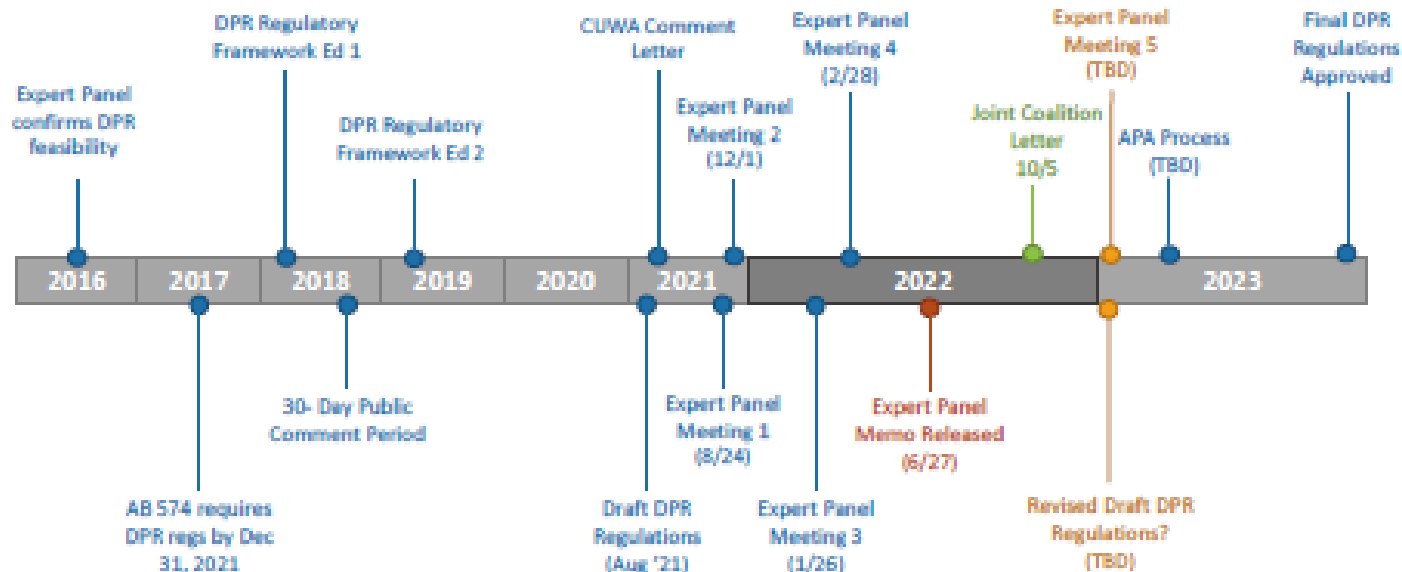 Expert Panel
confirms DPR
feasibility
DPR Regulatory
Framework Ed 1
DPR Regulatory
Framework Ed 2
CUWA Comment
Letter
Expert Panel
Meeting 2
(12/1)
Expert Panel
Meeting 4
(2/28)
Joint Coalition
Letter
10/5
Expert Panel
Meeting 5
(TBD)
APA Process
(TBD)
Final DPR
Regulations
Approved
2016
2017
2018
2019
2020
2021
2022
2023
AB 574 requires
DPR regs by Dec
31, 2021
30- Day Public
Comment Period
Draft DPR
Regulations
(Aug '21)
Expert Panel
Meeting 1
(8/24)
Expert Panel
Meeting 3
(1/26)
Expert Panel
Memo Released
(6/27)
Revised Draft DPR
Regulations?
(TBD)